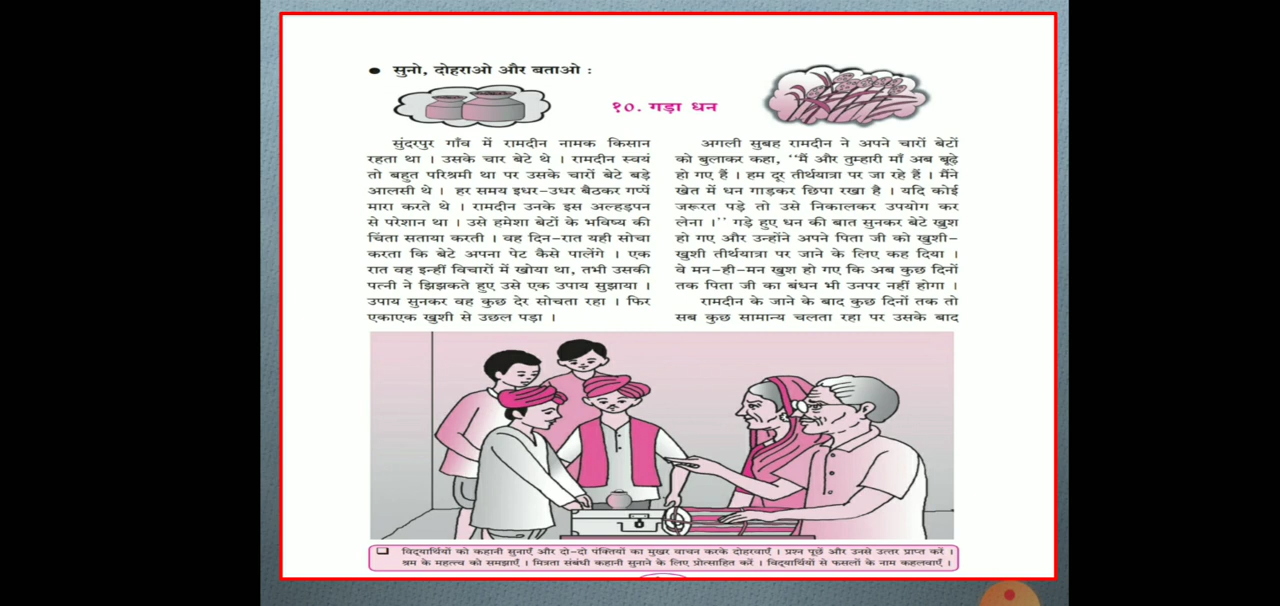 ● सुनो, दोहराओ और बताओ :
१०. गड़ा धन
सुंदरपुर गाँव में रामदीन नामक किसान
रहता था । उसके चार बेटे थे । रामदीन स्वयं
तो बहुत परिश्रमी था पर उसके चारों बेटे बड़े
आलसी थे । हर समय इधर-उधर बैठकर गप्पें
मारा करते थे । रामदीन उनके इस अल्हड़पन
से परेशान था । उसे हमेशा बेटों के भविष्य की
चिंता सताया करती । वह दिन-रात यही सोचा
करता कि बेटे अपना पेट कैसे पालेंगे । एक
रात वह इन्हीं विचारों में खोया था, तभी उसकी
पत्नी ने झिझकते हुए उसे एक उपाय सुझाया ।
उपाय सुनकर वह कुछ देर सोचता रहा । फिर
एकाएक खुशी से उछल पड़ा ।
अगली सुबह रामदीन ने अपने चारों बेटों
को बुलाकर कहा, ‘‘मैं और तुम्हारी माँ अब बूढ़े
हो गए हैं । हम दूर तीर्थयात्रा पर जा रहे हैं । मैंने
खेत में धन गाड़कर छिपा रखा है । यदि कोई
जरूरत पड़े तो उसे निकालकर उपयोग कर
लेना ।’’ गड़े हुए धन की बात सुनकर बेटे खुश
हो गए और उन्होंने अपने पिता जी को खुशी-
खुशी तीर्थयात्रा पर जाने के लिए कह दिया ।
वे मन-ही-मन खुश हो गए कि अब कुछ दिनों
तक पिता जी का बंधन भी उनपर नहीं होगा ।
रामदीन के जाने के बाद कुछ दिनों तक तो
सब कुछ सामान्य चलता रहा पर उसके बाद
❑ विद्‌यार्थियों को कहानी सुनाएँ और दो-दो पंक्तियों का मुखर वाचन करके दोहरवाएँ । प्रश्न पूछें और उनसे उत्तर प्राप्त करें ।
श्रम के महत्त्व को समझाएँ । मित्रता संबंधी कहानी सुनाने के लिए प्रोत्साहित करें । विद्‌यार्थियों से फसलों के नाम कहलवाएँ ।